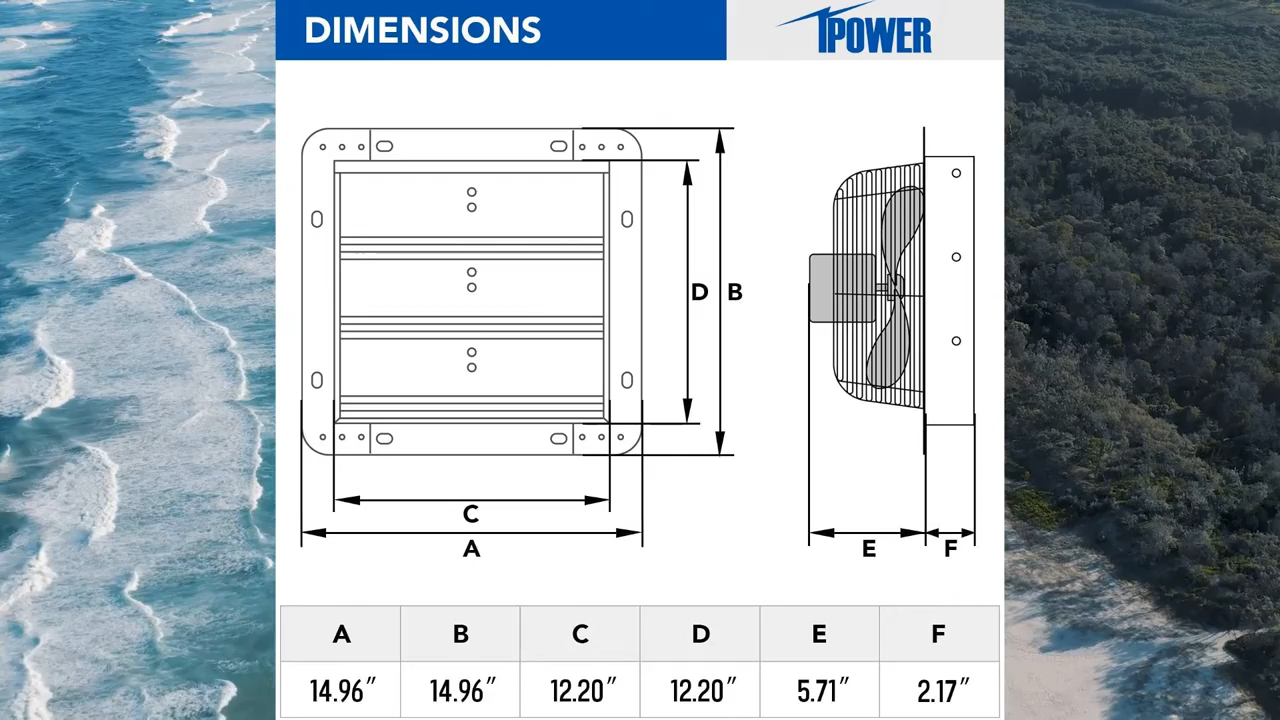 DIMENSIONS
iPOWER
D
B
C
A
E
F
A B C D E F
14.96″ 14.96″ 12.20″ 12.20″ 5.71″ 2.17″